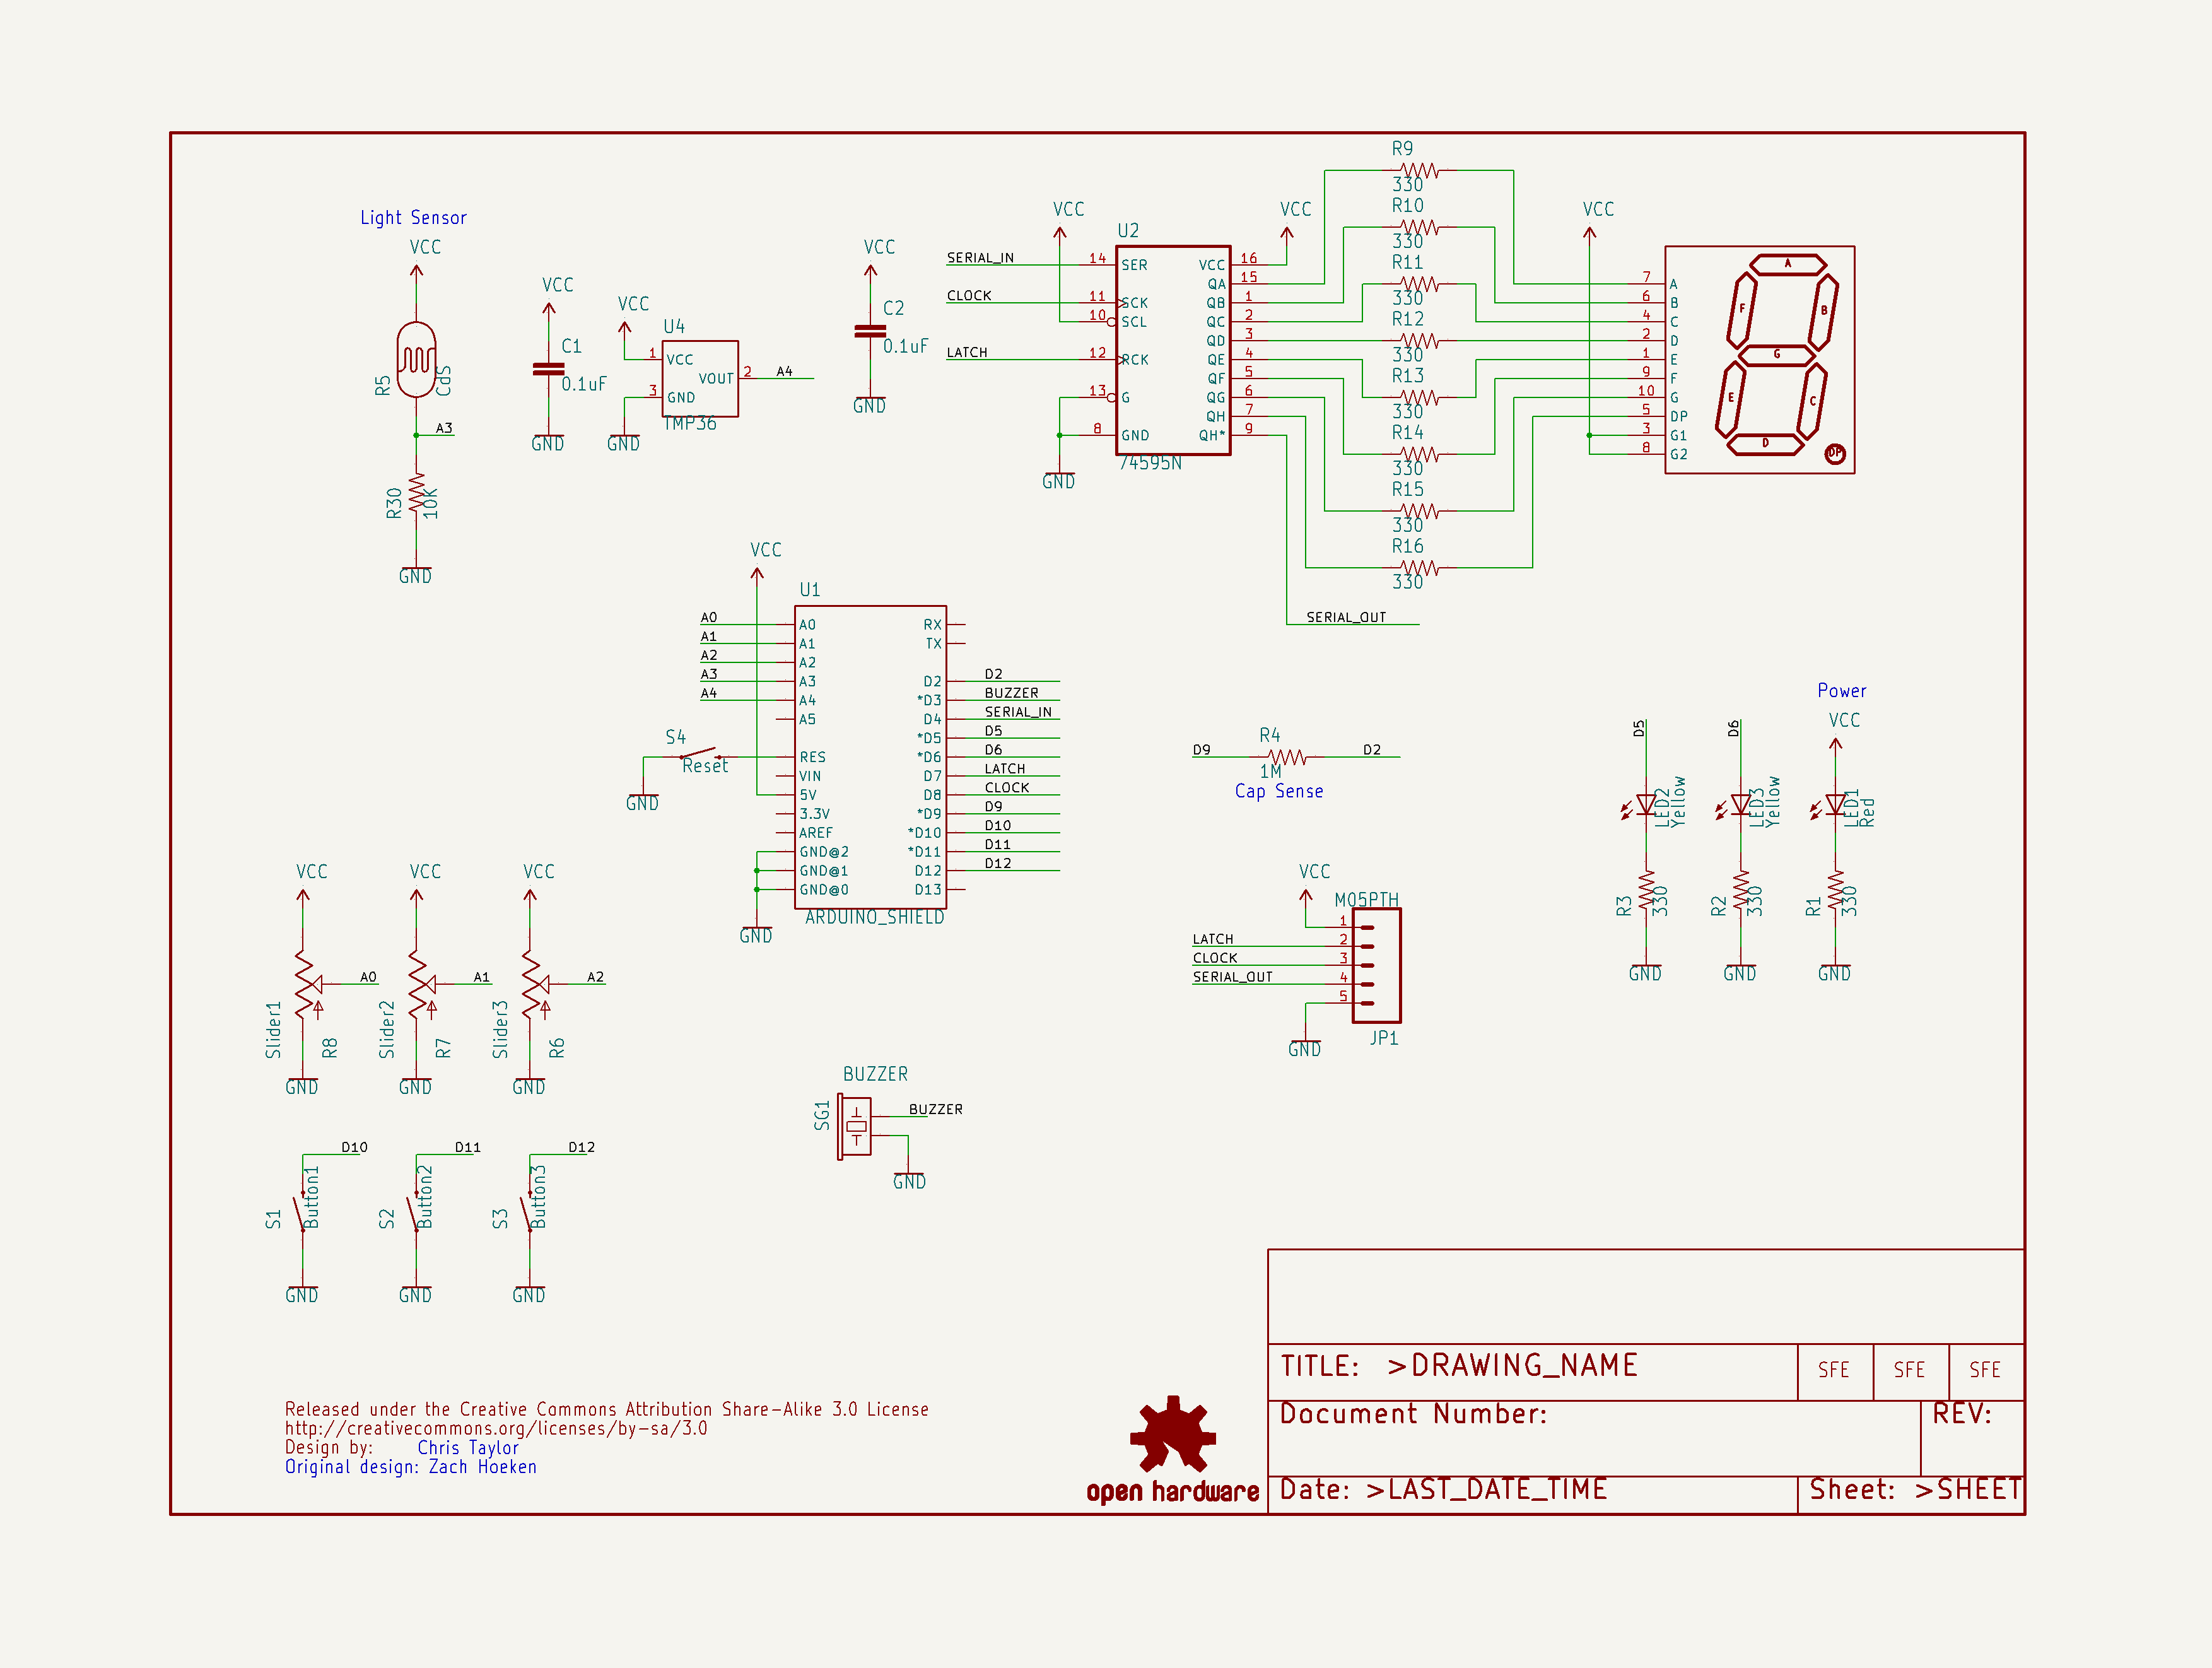 Light Sensor
VCC
R5
CdS
A3
R30
10K
GND
VCC
C1
0.1uF
GND
VCC
U4
1 VCC
VOUT 2 A4
3 GND
TMP36
GND
VCC
C2
0.1uF
GND
VCC
U2
SERIAL_IN 14 SER
CLOCK 11 SCK
10 SCL
LATCH 12 RCK
13 G
8 GND
GND
74595N
VCC
VCC 16
QA 15
QB 1
QC 2
QD 3
QE 4
QF 5
QG 6
QH 7
QH* 9
SERIAL_OUT
R9
330
R10
330
R11
330
R12
330
R13
330
R14
330
R15
330
R16
330
VCC
7 A
6 B
4 C
2 D
1 E
9 F
10 G
5 DP
3 G1
8 G2
A
F
B
G
E
C
D
DP
VCC
U1
A0 A0
A1 A1
A2 A2
A3 A3
A4 A4
A5
S4
Reset
GND
RES
VIN
5V
3.3V
AREF
GND@2
GND@1
GND@0
GND
RX
TX
D2 D2
*D3 BUZZER
D4 SERIAL_IN
*D5 D5
*D6 D6
D7 LATCH
D8 CLOCK
*D9 D9
*D10 D10
*D11 D11
D12 D12
D13
ARDUINO_SHIELD
D9
R4
1M
D2
Cap Sense
D5
LED2
Yellow
R3
330
GND
D6
LED3
Yellow
R2
330
GND
Power
VCC
LED1
Red
R1
330
GND
VCC
M05PTH
1
LATCH 2
CLOCK 3
SERIAL_OUT 4
5
GND
JP1
VCC
A0
Slider1
R8
GND
VCC
A1
Slider2
R7
GND
VCC
A2
Slider3
R6
GND
BUZZER
SG1
BUZZER
GND
D10
S1
Button1
GND
D11
S2
Button2
GND
D12
S3
Button3
GND
Released under the Creative Commons Attribution Share-Alike 3.0 License
http://creativecommons.org/licenses/by-sa/3.0
Design by: Chris Taylor
Original design: Zach Hoeken
open hardware
TITLE: >DRAWING_NAME
SFE SFE SFE
Document Number:
REV:
Date: >LAST_DATE_TIME
Sheet: >SHEET